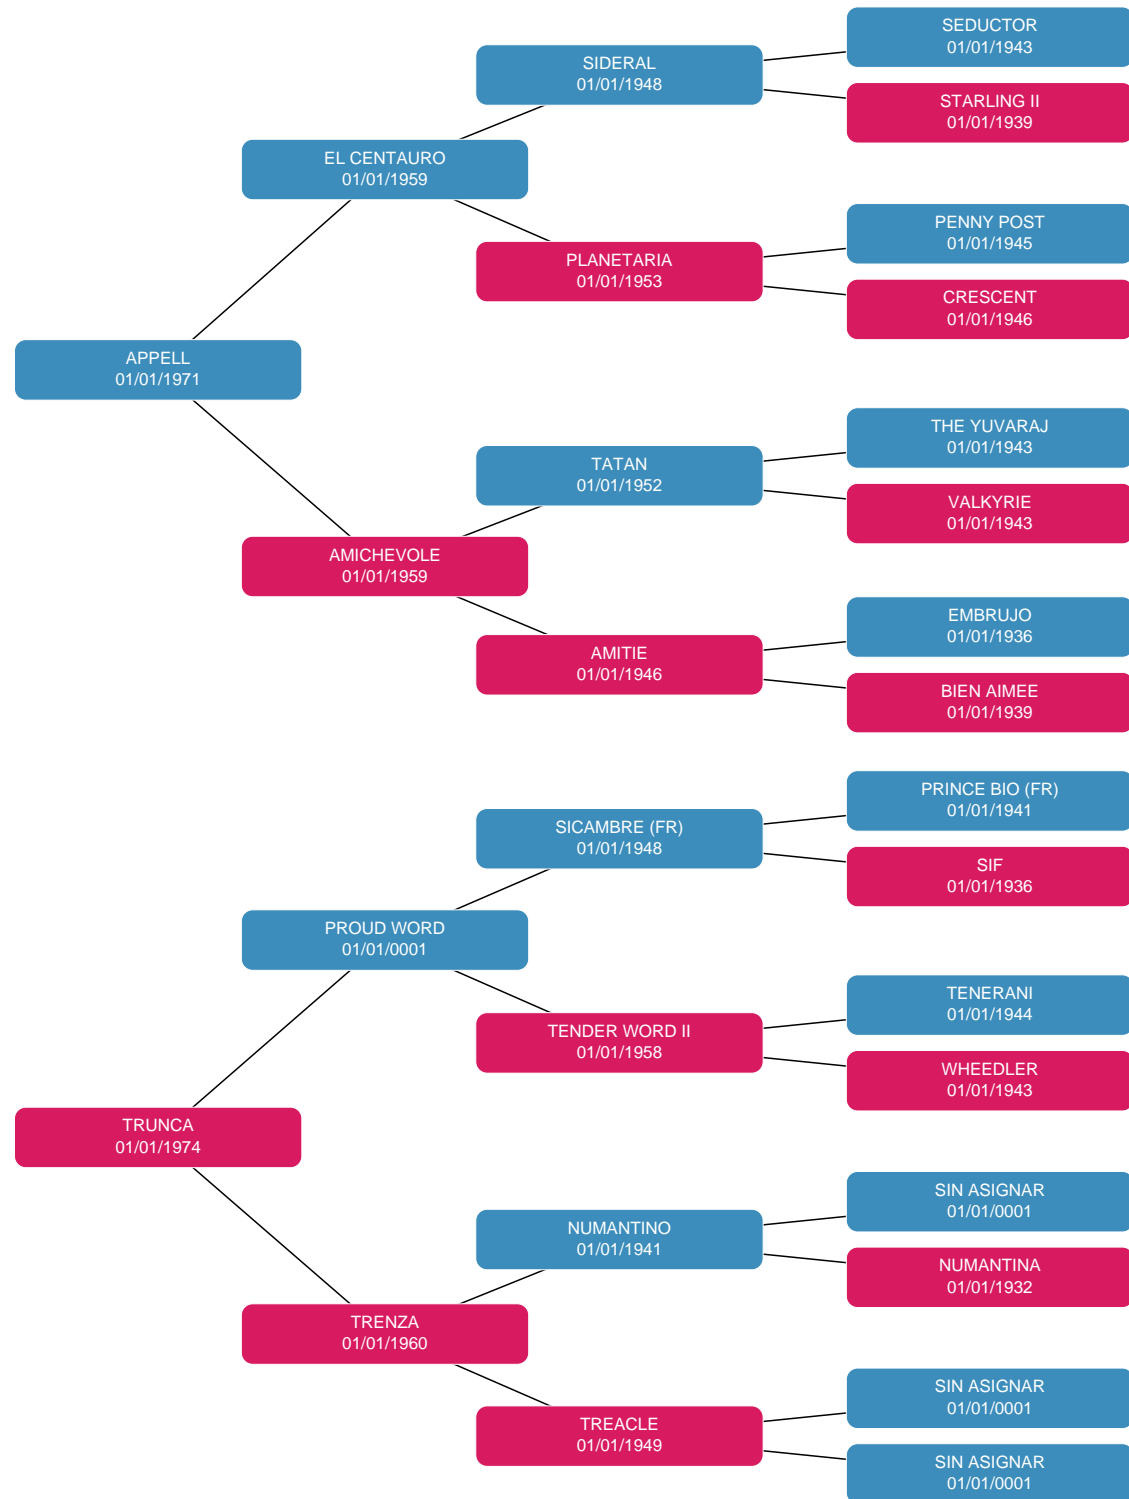 SEDUCTOR
01/01/1943
SIDERAL
01/01/1948
STARLING II
01/01/1939
EL CENTAURO
01/01/1959
PENNY POST
01/01/1945
PLANETARIA
01/01/1953
CRESCENT
01/01/1946
APPELL
01/01/1971
THE YUVARAJ
01/01/1943
TATAN
01/01/1952
VALKYRIE
01/01/1943
AMICHEVOLE
01/01/1959
EMBRUJO
01/01/1936
AMITIE
01/01/1946
BIEN AIMEE
01/01/1939
PRINCE BIO (FR)
01/01/1941
SICAMBRE (FR)
01/01/1948
SIF
01/01/1936
PROUD WORD
01/01/0001
TENERANI
01/01/1944
TENDER WORD II
01/01/1958
WHEEDLER
01/01/1943
TRUNCA
01/01/1974
SIN ASIGNAR
01/01/0001
NUMANTINO
01/01/1941
NUMANTINA
01/01/1932
TRENZA
01/01/1960
SIN ASIGNAR
01/01/0001
TREACLE
01/01/1949
SIN ASIGNAR
01/01/0001